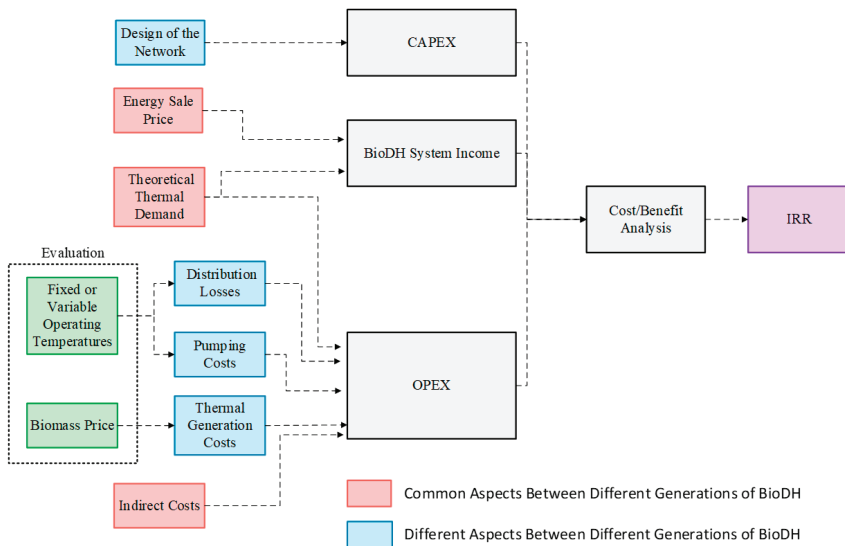 Design of the
Network
CAPEX
Energy Sale
Price
BioDH System Income
Theoretical
Thermal
Demand
Cost/Benefit
Analysis
IRR
Evaluation
Fixed or
Variable
Operating
Temperatures
Distribution
Losses
Pumping
Costs
OPEX
Biomass Price
Thermal
Generation
Costs
Indirect Costs
Common Aspects Between Different Generations of BioDH
Different Aspects Between Different Generations of BioDH